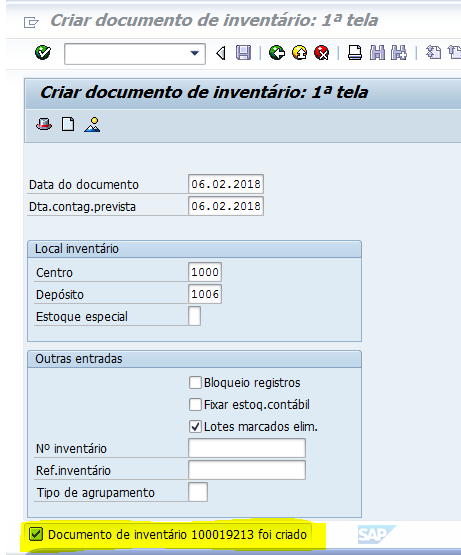 Criar documento de inventário: 1ª tela
Criar documento de inventário: 1ª tela
Data do documento 06.02.2018
Dta.contag.prevista 06.02.2018
Local inventário
Centro 1000
Depósito 1006
Estoque especial
Outras entradas
Bloqueio registros
Fixar estoq.contábil
Lotes marcados elim.
Nº inventário
Ref.inventário
Tipo de agrupamento
Documento de inventário 100019213 foi criado SAP